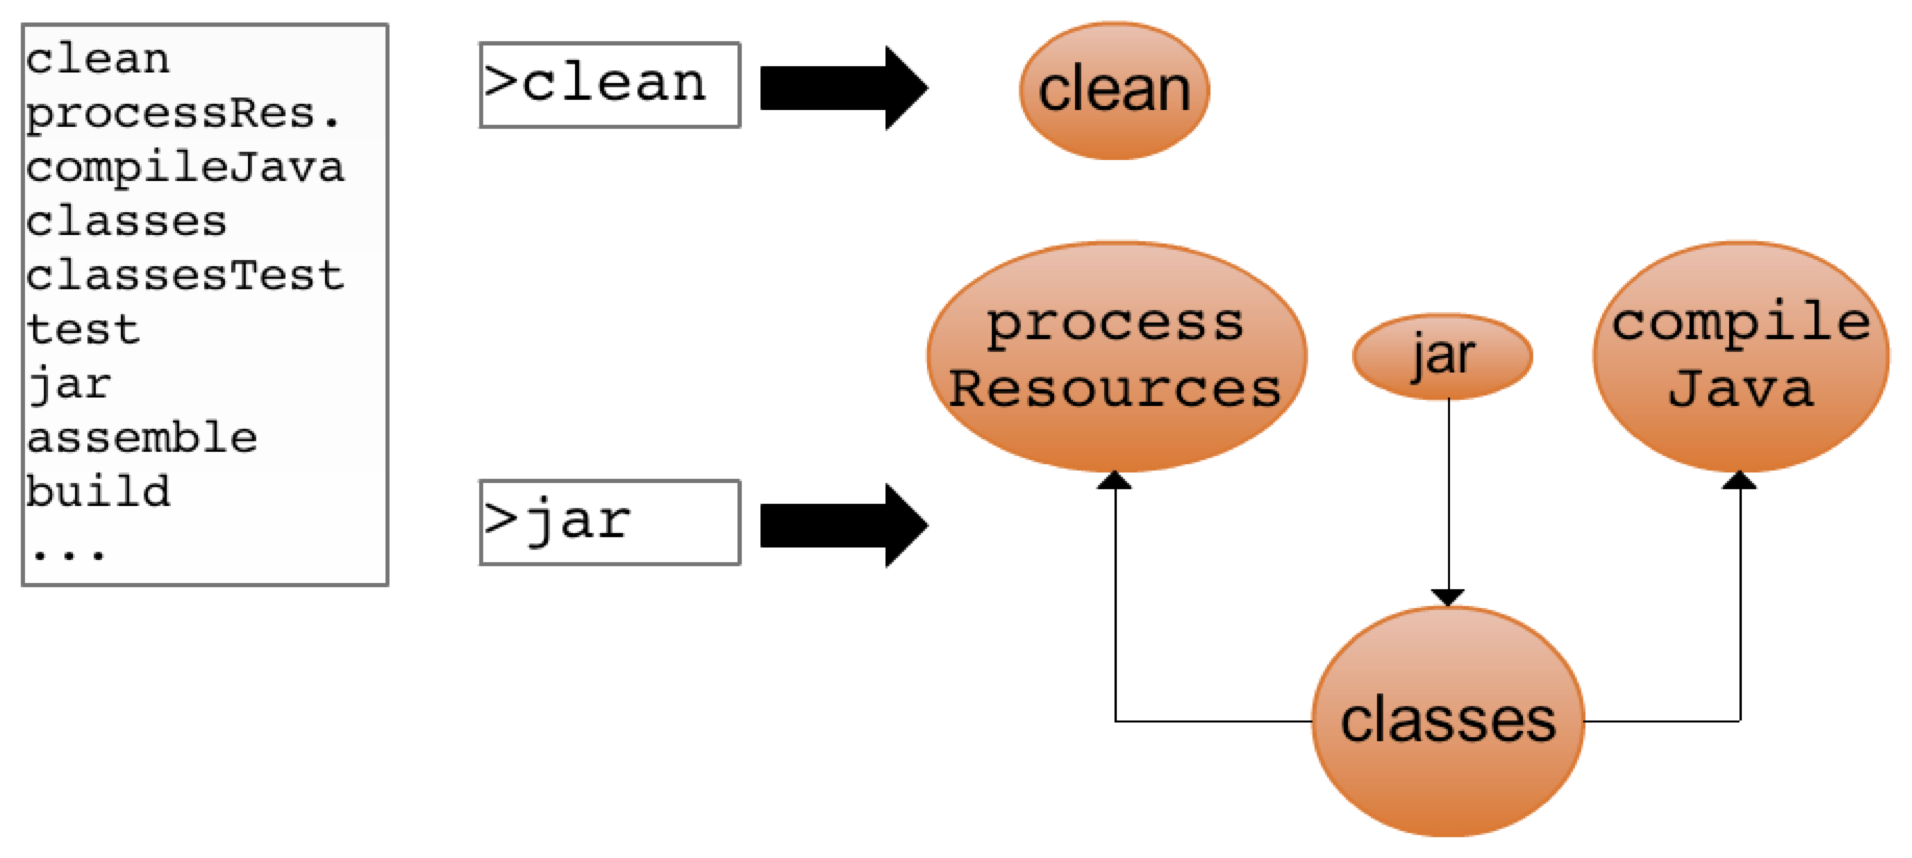 clean
processRes.
compileJava
classes
classesTest
test
jar
assemble
build
...
>clean
clean
>jar
process
Resources
jar
compile
Java
classes